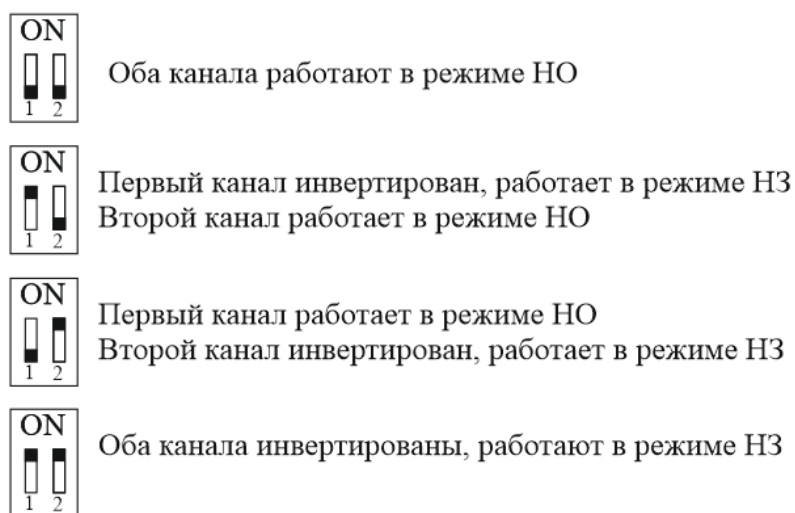 ON
1 2
Оба канала работают в режиме НО
ON
1 2
Первый канал инвертирован, работает в режиме НЗ
Второй канал работает в режиме НО
ON
1 2
Первый канал работает в режиме НО
Второй канал инвертирован, работает в режиме НЗ
ON
1 2
Оба канала инвертированы, работают в режиме НЗ